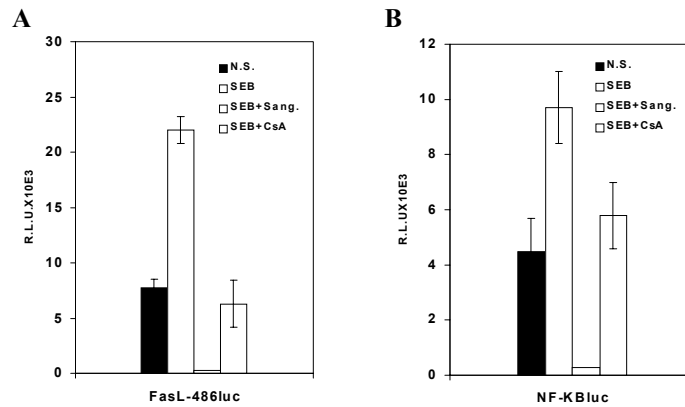 A
30
25
20
15
10
5
0
R.L.U.X10E3
N.S.
SEB
SEB+Sang.
SEB+CsA
FasL-486luc
B
12
10
8
6
4
2
0
R.L.UX10E3
N.S.
SEB
SEB+Sang.
SEB+CsA
NF-KBluc